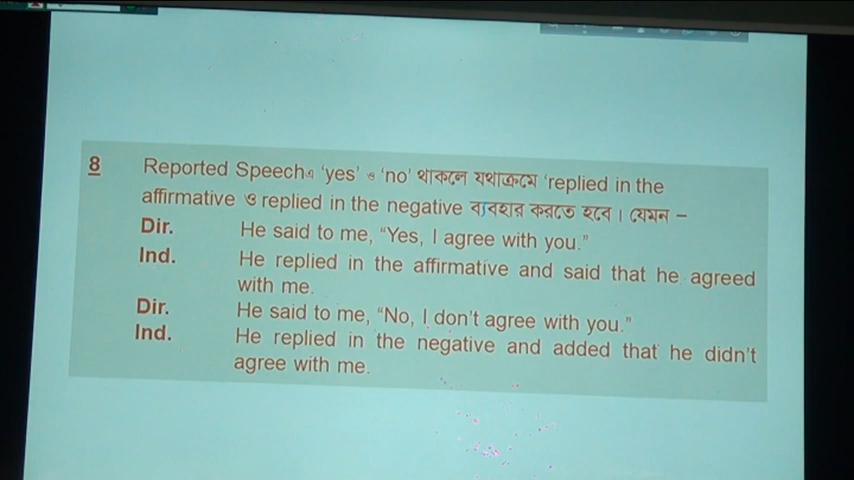 8 Reported Speechএ ‘yes’ ও ‘no’ থাকলে যথাক্রমে ‘replied in the
affirmative ও replied in the negative ব্যবহার করতে হবে। যেমন –
Dir. He said to me, “Yes, I agree with you.”
Ind. He replied in the affirmative and said that he agreed
with me.
Dir. He said to me, “No, I don’t agree with you.”
Ind. He replied in the negative and added that he didn’t
agree with me.